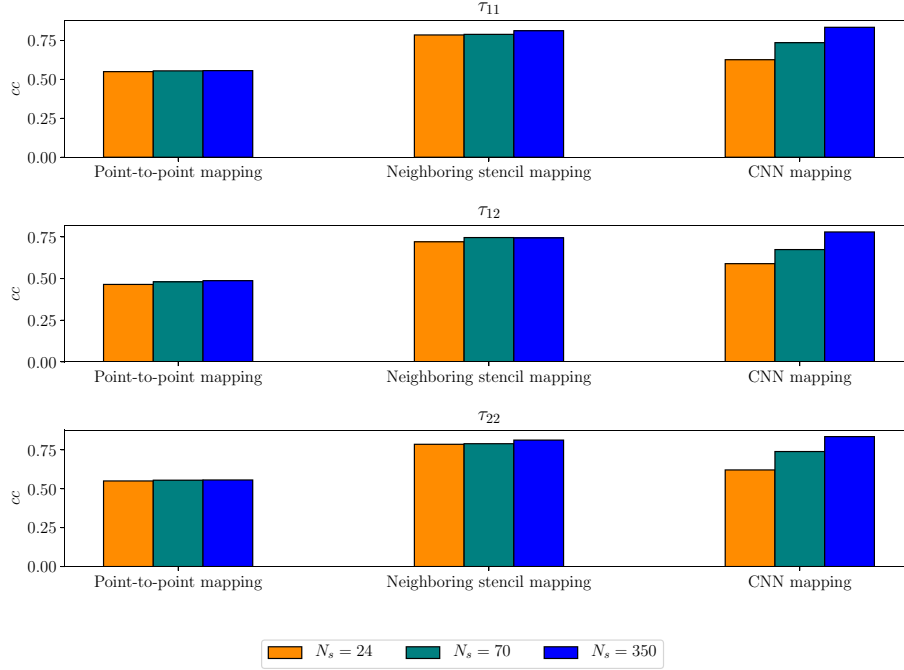 τ11
0.75
0.50
0.25
0.00
cc
Point-to-point mapping Neighboring stencil mapping CNN mapping
τ12
0.75
0.50
0.25
0.00
cc
Point-to-point mapping Neighboring stencil mapping CNN mapping
τ22
0.75
0.50
0.25
0.00
cc
Point-to-point mapping Neighboring stencil mapping CNN mapping
Ns = 24 Ns = 70 Ns = 350